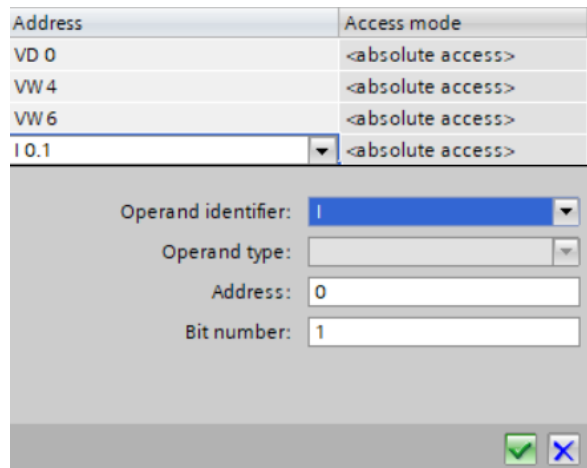 Address Access mode
VD 0 <absolute access>
VW 4 <absolute access>
VW 6 <absolute access>
I 0.1 <absolute access>
Operand identifier: I
Operand type:
Address: 0
Bit number: 1